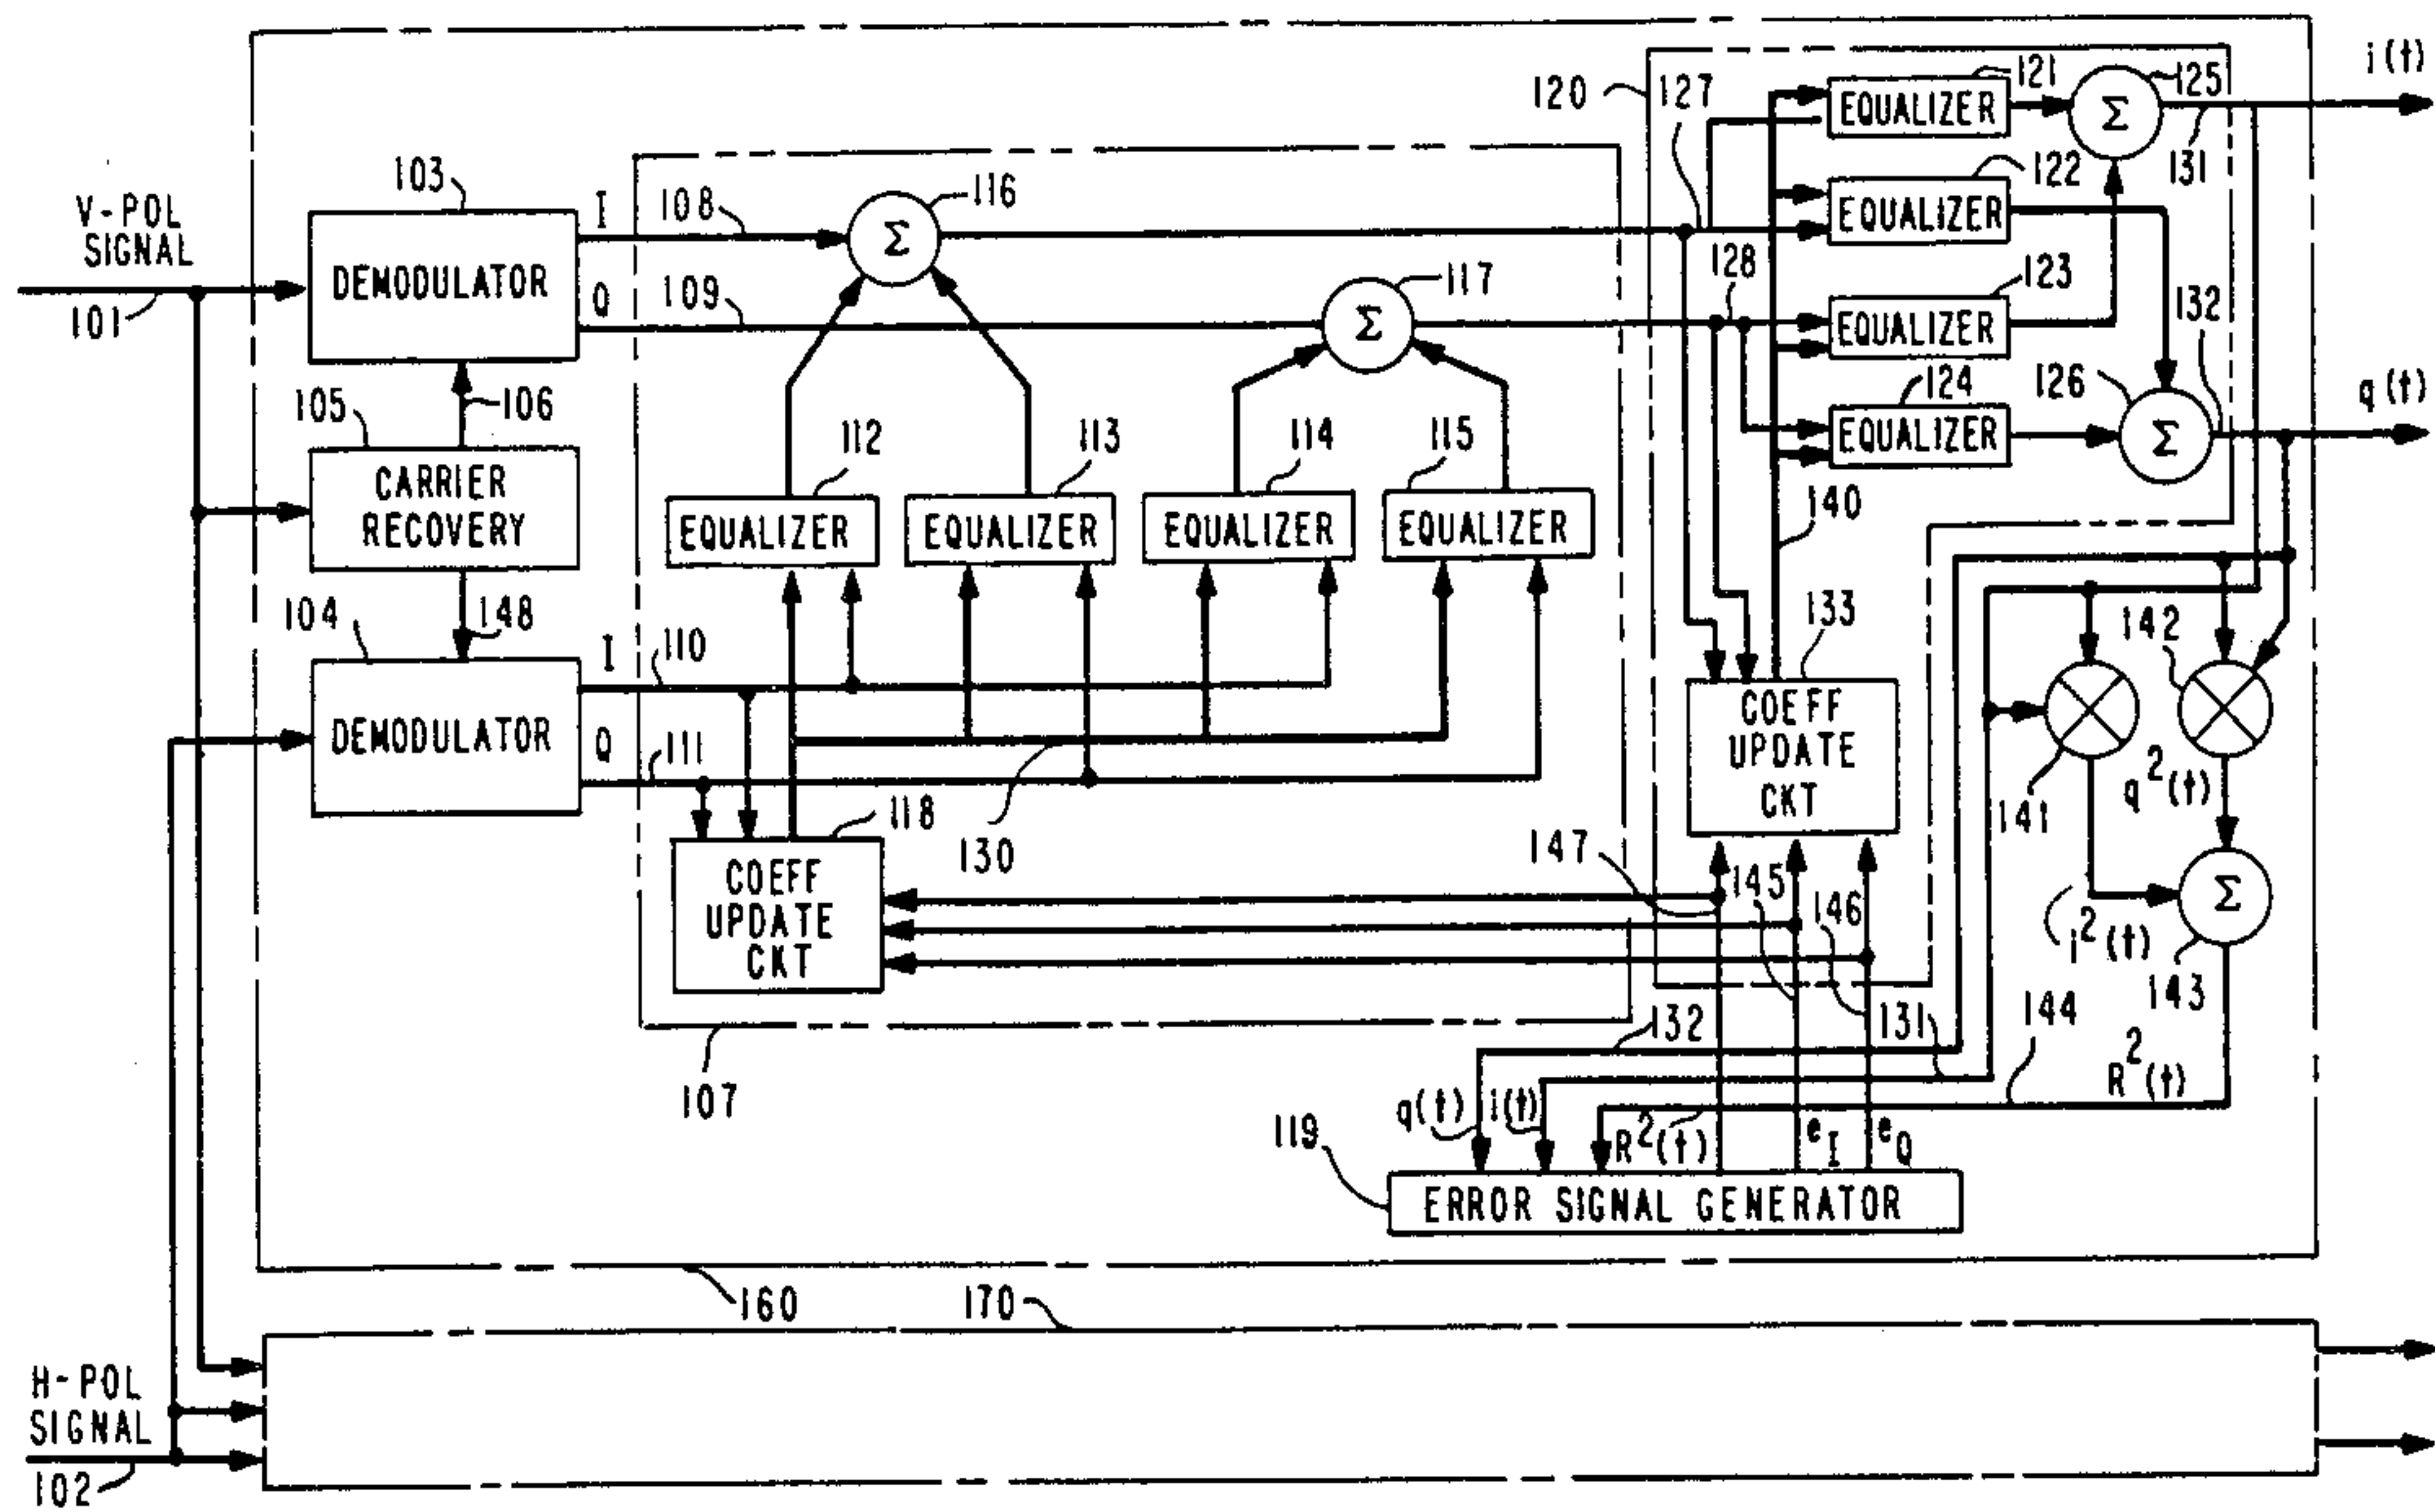 i(t)
120
127
121
125
EQUALIZER
Σ
131
103
116
122
V-POL
SIGNAL
I
108
Σ
EQUALIZER
DEMODULATOR
128
117
123
101
Q
109
Σ
EQUALIZER
132
105
106
124
126
q(t)
EQUALIZER
Σ
112
113
114
115
CARRIER
RECOVERY
EQUALIZER
EQUALIZER
EQUALIZER
EQUALIZER
140
104
148
133
142
I
110
COEFF
UPDATE
CKT
DEMODULATOR
Q
111
141
q²(t)
118
130
147
145
146
COEFF
UPDATE
CKT
Σ
i²(t)
143
132
131
144
107
R²(t)
q(t)
i(t)
R²(t)
e_I
e_Q
119
ERROR SIGNAL GENERATOR
160
170
H-POL
SIGNAL
102